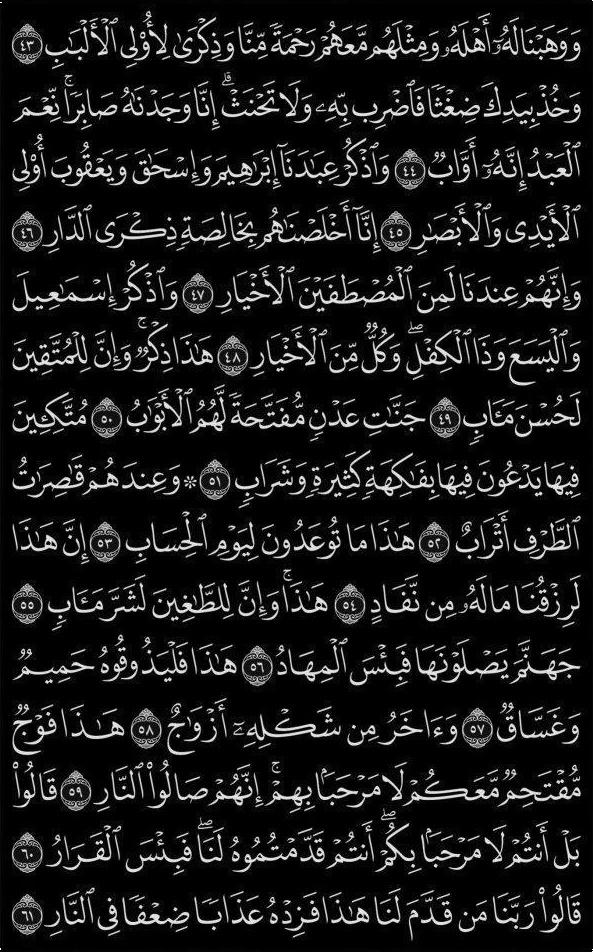 وَوَهَبْنَا لَهُۥٓ أَهْلَهُۥ وَمِثْلَهُم مَّعَهُمْ رَحْمَةً مِّنَّا وَذِكْرَىٰ لِأُو۟لِى ٱلْأَلْبَٰبِ ٤٣
وَخُذْ بِيَدِكَ ضِغْثًا فَٱضْرِب بِّهِۦ وَلَا تَحْنَثْ ۗ إِنَّا وَجَدْنَٰهُ صَابِرًا ۚ نِّعْمَ
ٱلْعَبْدُ ۖ إِنَّهُۥٓ أَوَّابٌ ٤٤ وَٱذْكُرْ عِبَٰدَنَآ إِبْرَٰهِيمَ وَإِسْحَٰقَ وَيَعْقُوبَ أُو۟لِى
ٱلْأَيْدِى وَٱلْأَبْصَٰرِ ٤٥ إِنَّآ أَخْلَصْنَٰهُم بِخَالِصَةٍ ذِكْرَى ٱلدَّارِ ٤٦
وَإِنَّهُمْ عِندَنَا لَمِنَ ٱلْمُصْطَفَيْنَ ٱلْأَخْيَارِ ٤٧ وَٱذْكُرْ إِسْمَٰعِيلَ
وَٱلْيَسَعَ وَذَا ٱلْكِفْلِ ۖ وَكُلٌّ مِّنَ ٱلْأَخْيَارِ ٤٨ هَٰذَا ذِكْرٌ ۚ وَإِنَّ لِلْمُتَّقِينَ
لَحُسْنَ مَـَٔابٍ ٤٩ جَنَّٰتِ عَدْنٍ مُّفَتَّحَةً لَّهُمُ ٱلْأَبْوَٰبُ ٥٠ مُتَّكِـِٔينَ
فِيهَا يَدْعُونَ فِيهَا بِفَٰكِهَةٍ كَثِيرَةٍ وَشَرَابٍ ٥١ ۞ وَعِندَهُمْ قَٰصِرَٰتُ
ٱلطَّرْفِ أَتْرَابٌ ٥٢ هَٰذَا مَا تُوعَدُونَ لِيَوْمِ ٱلْحِسَابِ ٥٣ إِنَّ هَٰذَا
لَرِزْقُنَا مَا لَهُۥ مِن نَّفَادٍ ٥٤ هَٰذَا ۚ وَإِنَّ لِلطَّٰغِينَ لَشَرَّ مَـَٔابٍ ٥٥
جَهَنَّمَ يَصْلَوْنَهَا فَبِئْسَ ٱلْمِهَادُ ٥٦ هَٰذَا فَلْيَذُوقُوهُ حَمِيمٌ
وَغَسَّاقٌ ٥٧ وَءَاخَرُ مِن شَكْلِهِۦٓ أَزْوَٰجٌ ٥٨ هَٰذَا فَوْجٌ
مُّقْتَحِمٌ مَّعَكُمْ ۖ لَا مَرْحَبًۢا بِهِمْ ۚ إِنَّهُمْ صَالُوا۟ ٱلنَّارِ ٥٩ قَالُوا۟
بَلْ أَنتُمْ لَا مَرْحَبًۢا بِكُمْ ۖ أَنتُمْ قَدَّمْتُمُوهُ لَنَا ۖ فَبِئْسَ ٱلْقَرَارُ ٦٠
قَالُوا۟ رَبَّنَا مَن قَدَّمَ لَنَا هَٰذَا فَزِدْهُ عَذَابًا ضِعْفًا فِى ٱلنَّارِ ٦١